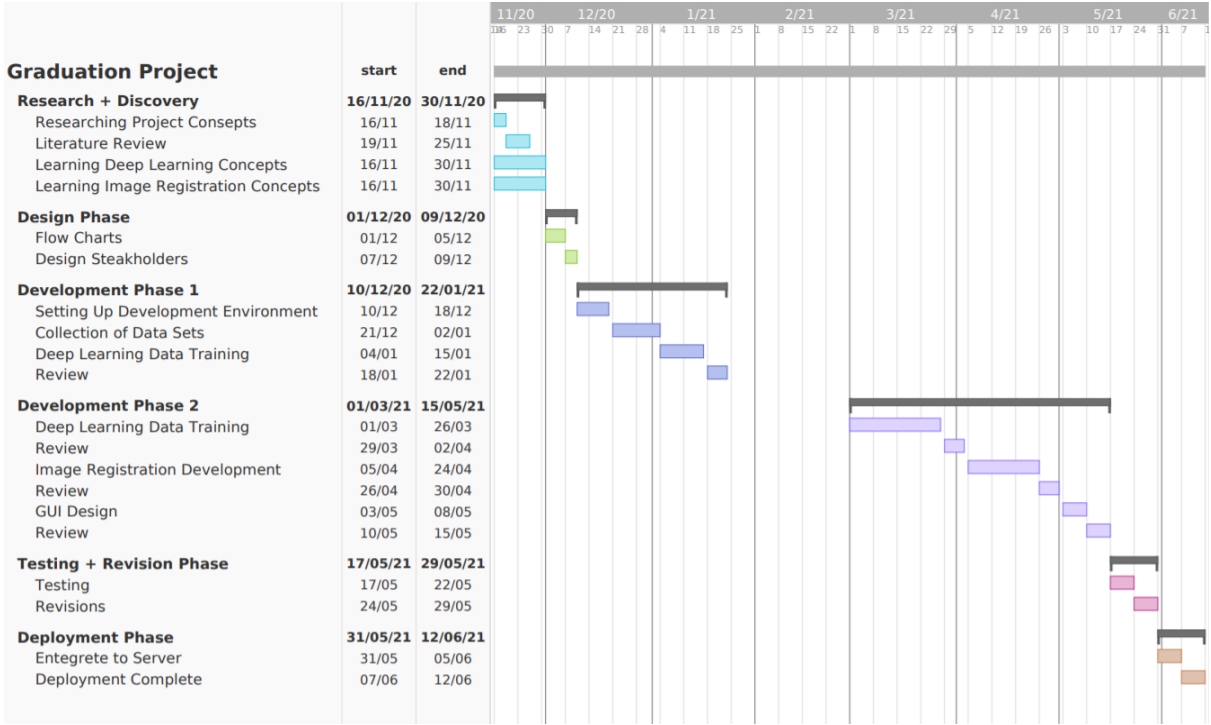 11/20 12/20 1/21 2/21 3/21 4/21 5/21 6/21
16 23 30 7 14 21 28 4 11 18 25 1 8 15 22 1 8 15 22 29 5 12 19 26 3 10 17 24 31 7
Graduation Project start end
Research + Discovery 16/11/20 30/11/20
Researching Project Consepts 16/11 18/11
Literature Review 19/11 25/11
Learning Deep Learning Concepts 16/11 30/11
Learning Image Registration Concepts 16/11 30/11
Design Phase 01/12/20 09/12/20
Flow Charts 01/12 05/12
Design Steakholders 07/12 09/12
Development Phase 1 10/12/20 22/01/21
Setting Up Development Environment 10/12 18/12
Collection of Data Sets 21/12 02/01
Deep Learning Data Training 04/01 15/01
Review 18/01 22/01
Development Phase 2 01/03/21 15/05/21
Deep Learning Data Training 01/03 26/03
Review 29/03 02/04
Image Registration Development 05/04 24/04
Review 26/04 30/04
GUI Design 03/05 08/05
Review 10/05 15/05
Testing + Revision Phase 17/05/21 29/05/21
Testing 17/05 22/05
Revisions 24/05 29/05
Deployment Phase 31/05/21 12/06/21
Entegrete to Server 31/05 05/06
Deployment Complete 07/06 12/06